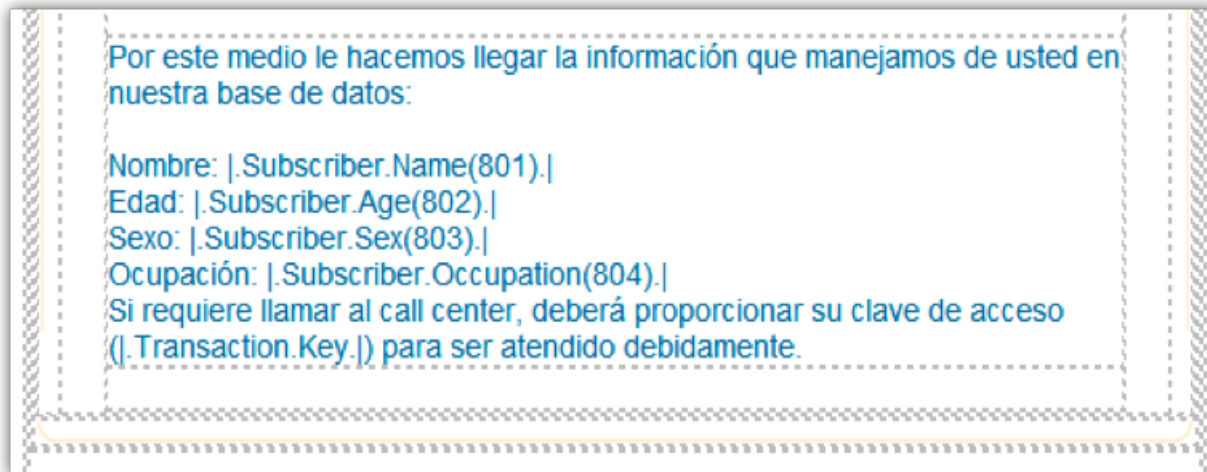 Por este medio le hacemos llegar la información que manejamos de usted en
nuestra base de datos:
Nombre: |.Subscriber.Name(801).|
Edad: |.Subscriber.Age(802).|
Sexo: |.Subscriber.Sex(803).|
Ocupación: |.Subscriber.Occupation(804).|
Si requiere llamar al call center, deberá proporcionar su clave de acceso
(|.Transaction.Key.|) para ser atendido debidamente.